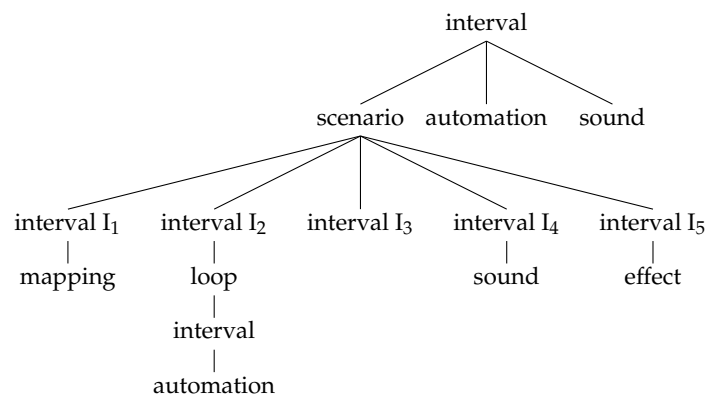 interval
scenario automation sound
interval I₁ interval I₂ interval I₃ interval I₄ interval I₅
mapping loop sound effect
interval
automation